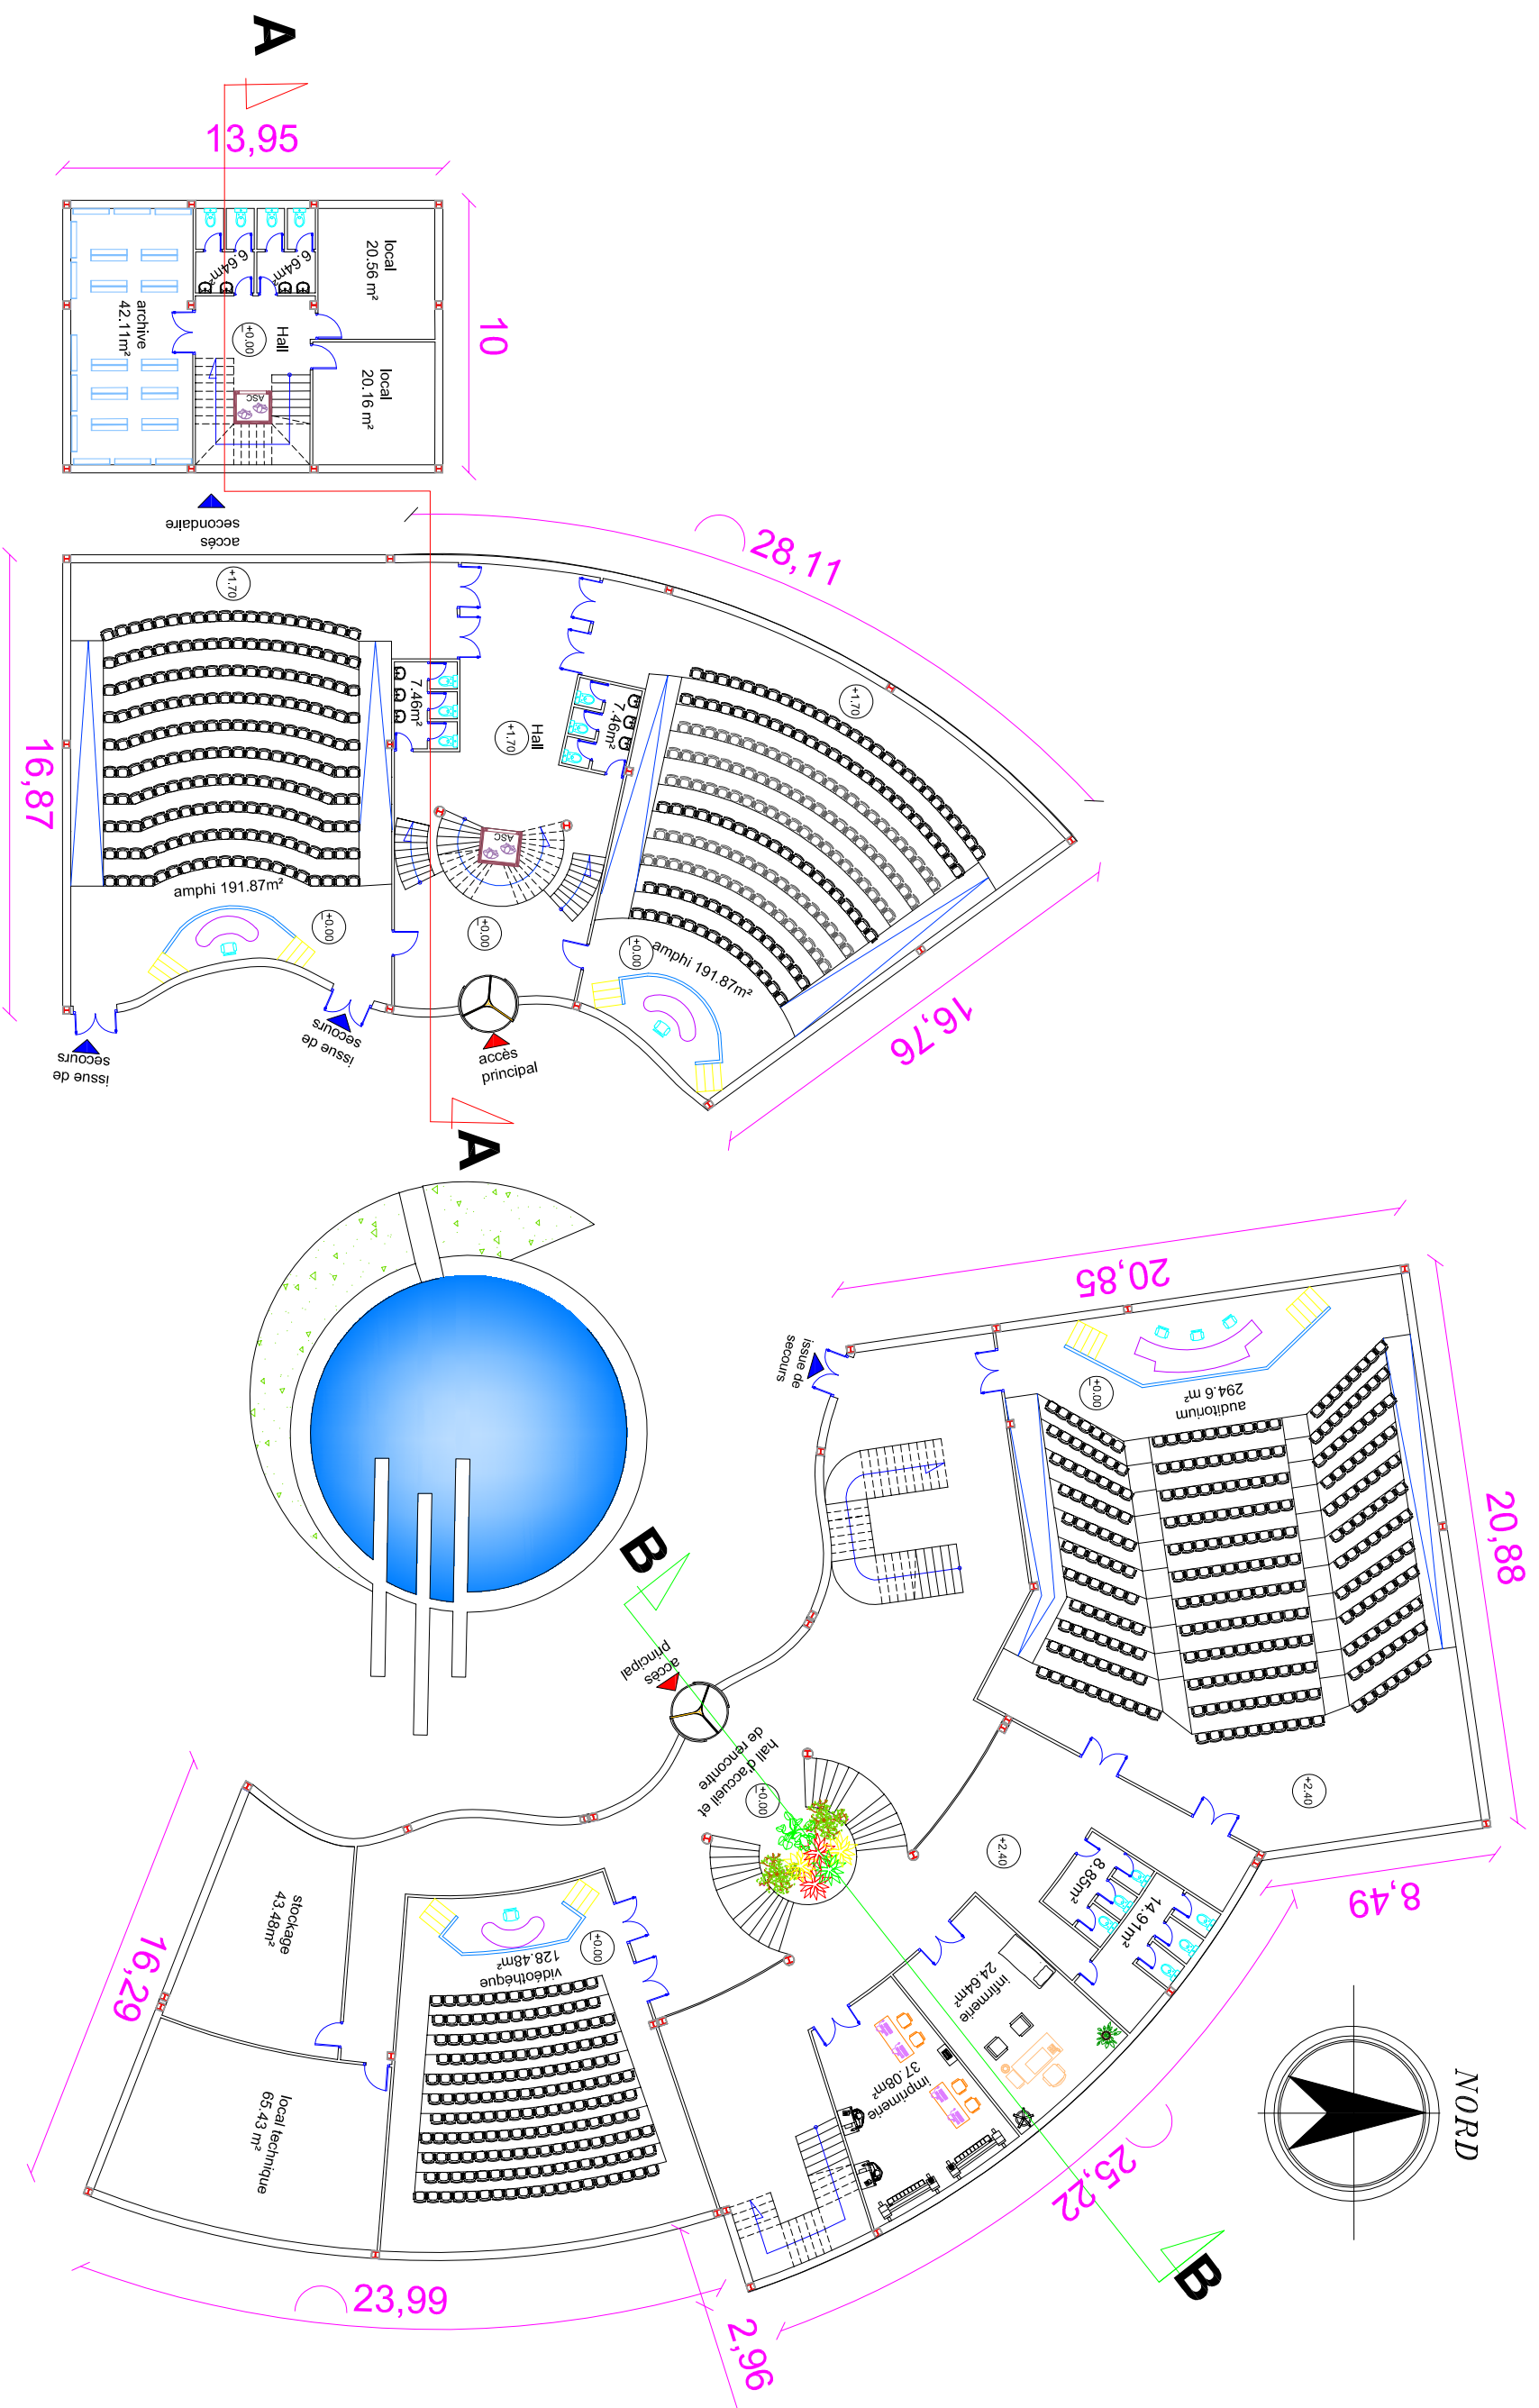 A
13,95
10
local
20.56 m²
local
20.16 m²
6.64m²
6.64m²
archive
42.11m²
Hall
+0.00
ASC
accés
secondaire
28,11
+1.70
+1.70
7.46m²
7.46m²
Hall
+1.70
ASC
16,87
amphi 191.87m²
+0.00
+0.00
+0.00
amphi 191.87m²
16,76
issue de
secours
issue de
secours
accès
principal
A
20,85
20,88
issue de
secours
+0.00
auditorium
294.6 m²
B
accés
principal
hall d'accueil et
de rencontre
+0.00
+2.40
+2.40
8.85m²
14.91m²
8,49
infirmerie
24.64m²
imprimerie
37.08m²
stockage
43.48m²
vidéothéque
128.48m²
+0.00
16,29
local technique
65.43 m²
25,22
B
23,99
2,96
NORD